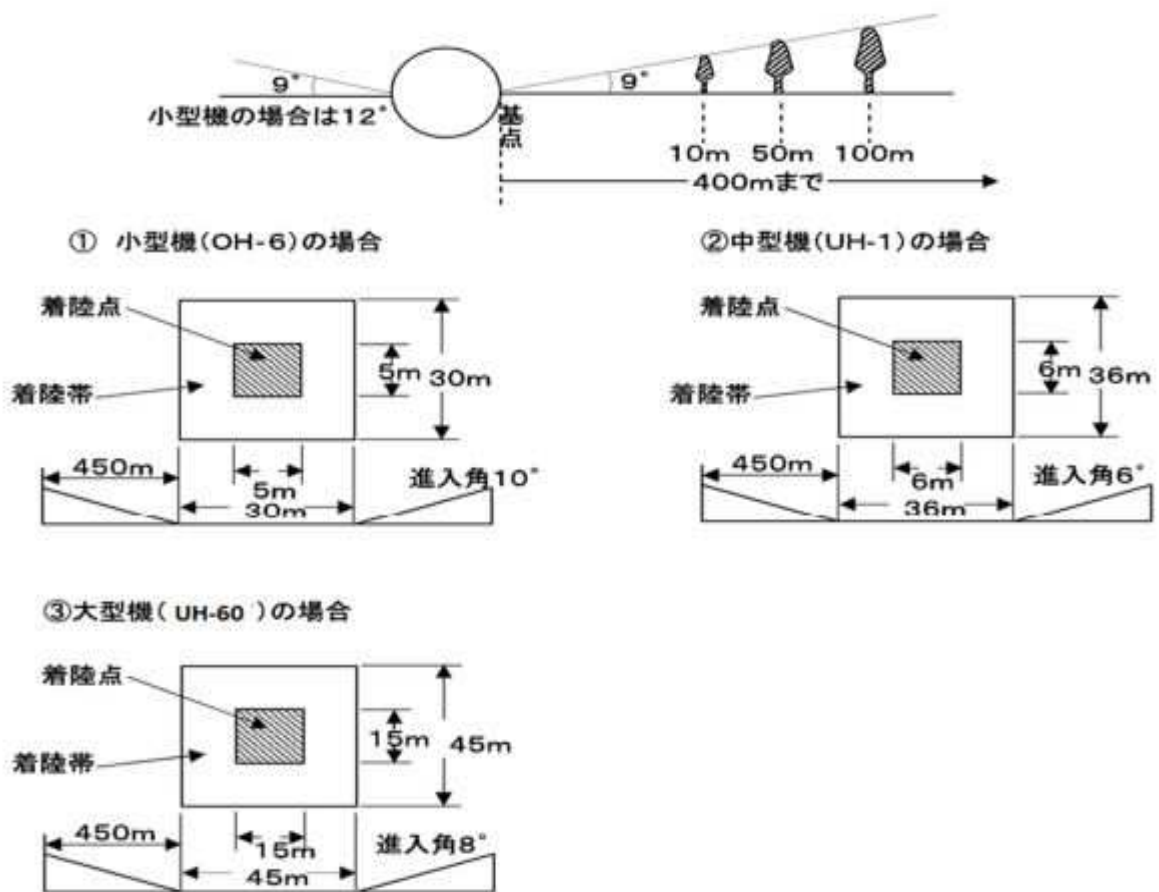 9° 9°
小型機の場合は12°
基点
10m 50m 100m
400mまで
① 小型機(OH-6)の場合
着陸点
着陸帯
5m 30m
450m
5m
30m
進入角10°
②中型機(UH-1)の場合
着陸点
着陸帯
6m 36m
450m
6m
36m
進入角6°
③大型機( UH-60 )の場合
着陸点
着陸帯
15m 45m
450m
15m
45m
進入角8°